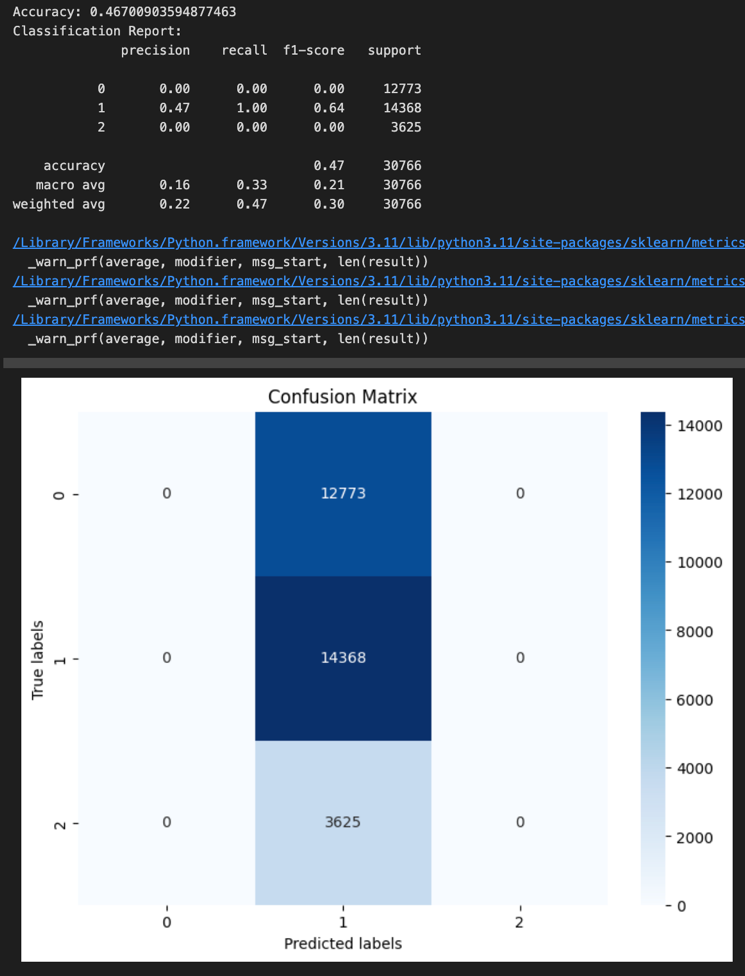 Accuracy: 0.46700903594877463
Classification Report:
precision recall f1-score support
0 0.00 0.00 0.00 12773
1 0.47 1.00 0.64 14368
2 0.00 0.00 0.00 3625
accuracy 0.47 30766
macro avg 0.16 0.33 0.21 30766
weighted avg 0.22 0.47 0.30 30766
/Library/Frameworks/Python.framework/Versions/3.11/lib/python3.11/site-packages/sklearn/metrics
_warn_prf(average, modifier, msg_start, len(result))
/Library/Frameworks/Python.framework/Versions/3.11/lib/python3.11/site-packages/sklearn/metrics
_warn_prf(average, modifier, msg_start, len(result))
/Library/Frameworks/Python.framework/Versions/3.11/lib/python3.11/site-packages/sklearn/metrics
_warn_prf(average, modifier, msg_start, len(result))
Confusion Matrix
True labels
0 0 12773 0
1 0 14368 0
2 0 3625 0
0 1 2
Predicted labels
14000
12000
10000
8000
6000
4000
2000
0